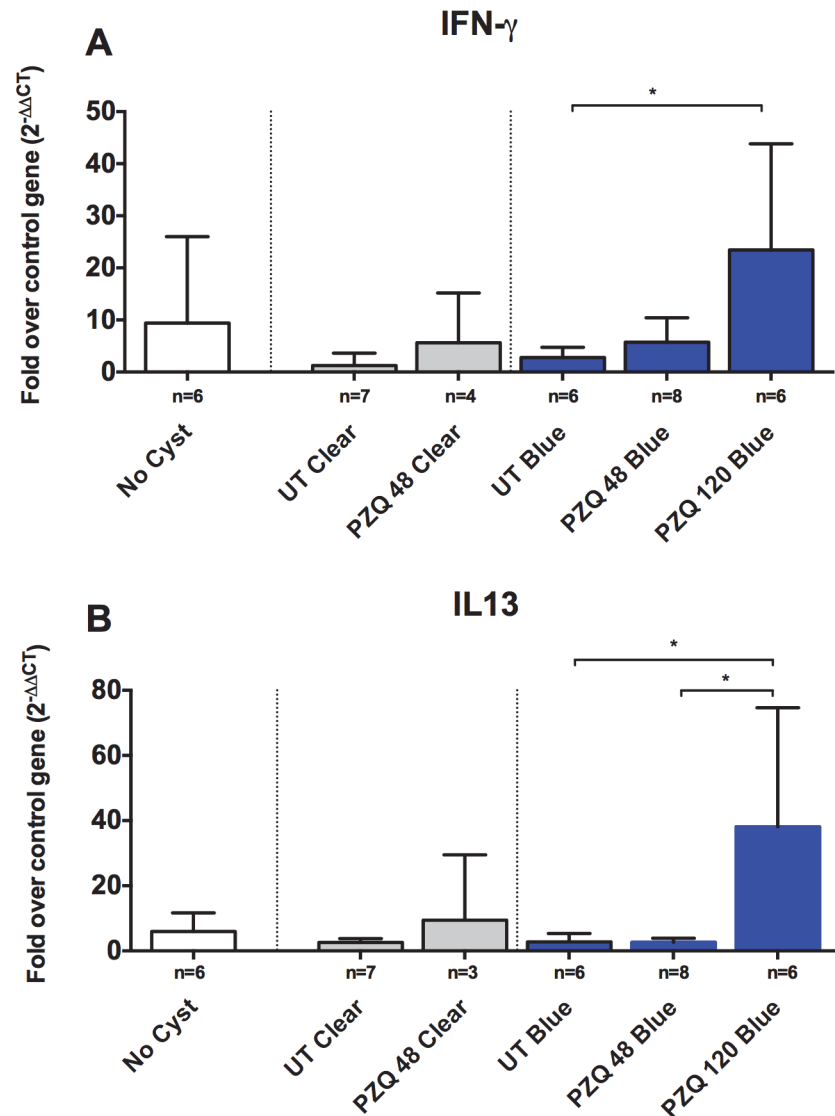 A
IFN-γ
Fold over control gene (2-ΔΔCT)
50
40
30
20
10
0
*
n=6
n=7
n=4
n=6
n=8
n=6
No Cyst
UT Clear
PZQ 48 Clear
UT Blue
PZQ 48 Blue
PZQ 120 Blue
B
IL13
Fold over control gene (2-ΔΔCT)
80
60
40
20
0
*
*
n=6
n=7
n=3
n=6
n=8
n=6
No Cyst
UT Clear
PZQ 48 Clear
UT Blue
PZQ 48 Blue
PZQ 120 Blue